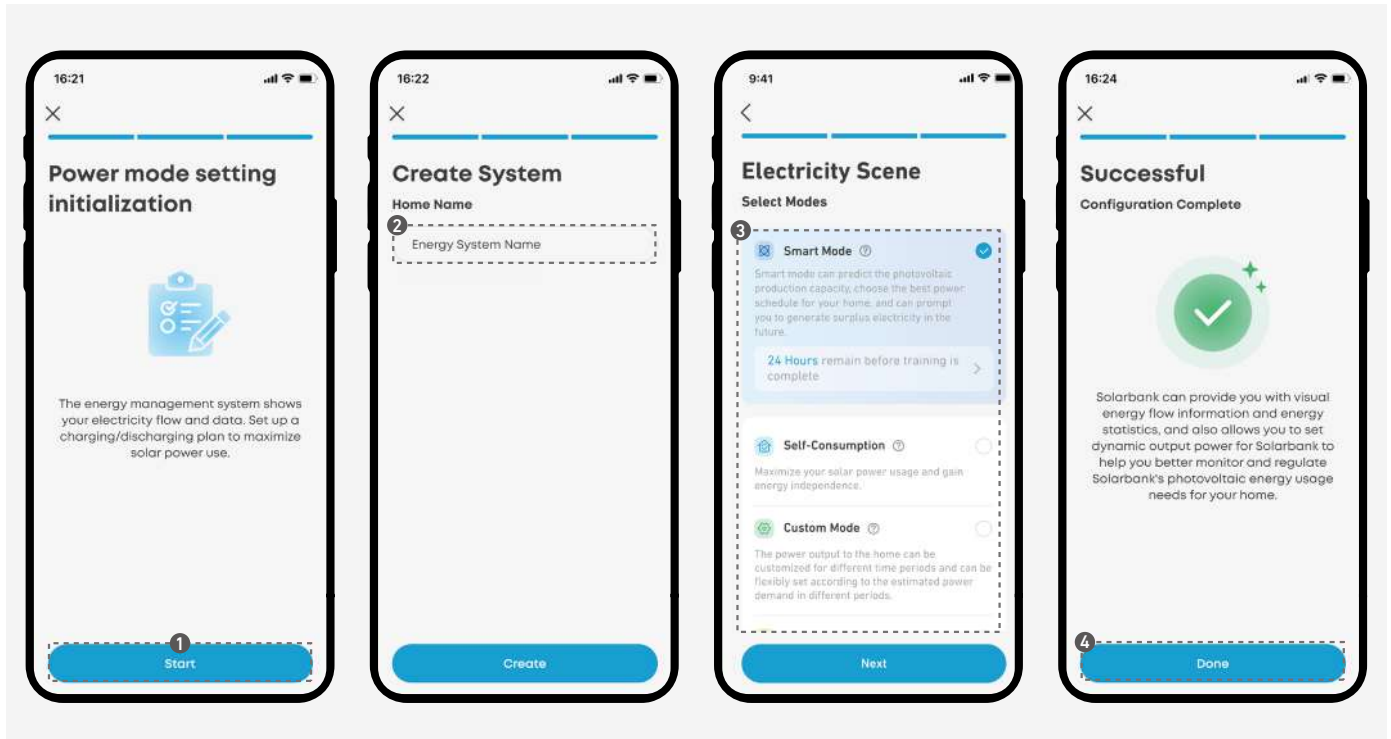 16:21
Power mode setting
initialization
The energy management system shows
your electricity flow and data. Set up a
charging/discharging plan to maximize
solar power use.
1
Start
16:22
Create System
Home Name
2
Energy System Name
Create
9:41
Electricity Scene
Select Modes
3
Smart Mode ?
Smart mode can predict the photovoltaic
production capacity, choose the best power
schedule for your home, and can prompt
you to generate surplus electricity in the
future.
24 Hours remain before training is
complete
Self-Consumption ?
Maximize your solar power usage and gain
energy independence.
Custom Mode ?
The power output to the home can be
customized for different time periods and can be
flexibly set according to the estimated power
demand in different periods.
Next
16:24
Successful
Configuration Complete
Solarbank can provide you with visual
energy flow information and energy
statistics, and also allows you to set
dynamic output power for Solarbank to
help you better monitor and regulate
Solarbank's photovoltaic energy usage
needs for your home.
4
Done